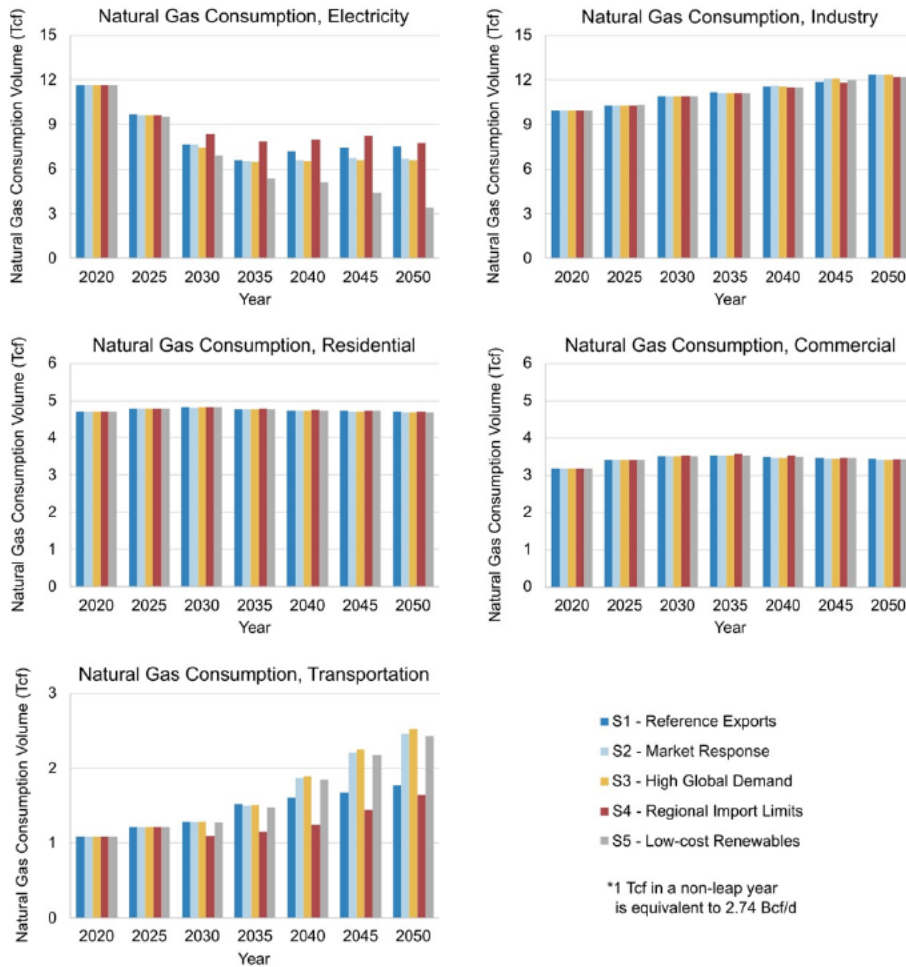 Natural Gas Consumption, Electricity
Natural Gas Consumption Volume (Tcf)
15
12
9
6
3
0
2020 2025 2030 2035 2040 2045 2050
Year
Natural Gas Consumption, Industry
Natural Gas Consumption Volume (Tcf)
15
12
9
6
3
0
2020 2025 2030 2035 2040 2045 2050
Year
Natural Gas Consumption, Residential
Natural Gas Consumption Volume (Tcf)
6
5
4
3
2
1
0
2020 2025 2030 2035 2040 2045 2050
Year
Natural Gas Consumption, Commercial
Natural Gas Consumption Volume (Tcf)
6
5
4
3
2
1
0
2020 2025 2030 2035 2040 2045 2050
Year
Natural Gas Consumption, Transportation
Natural Gas Consumption Volume (Tcf)
3
2
1
0
2020 2025 2030 2035 2040 2045 2050
Year
S1 - Reference Exports
S2 - Market Response
S3 - High Global Demand
S4 - Regional Import Limits
S5 - Low-cost Renewables
*1 Tcf in a non-leap year
is equivalent to 2.74 Bcf/d